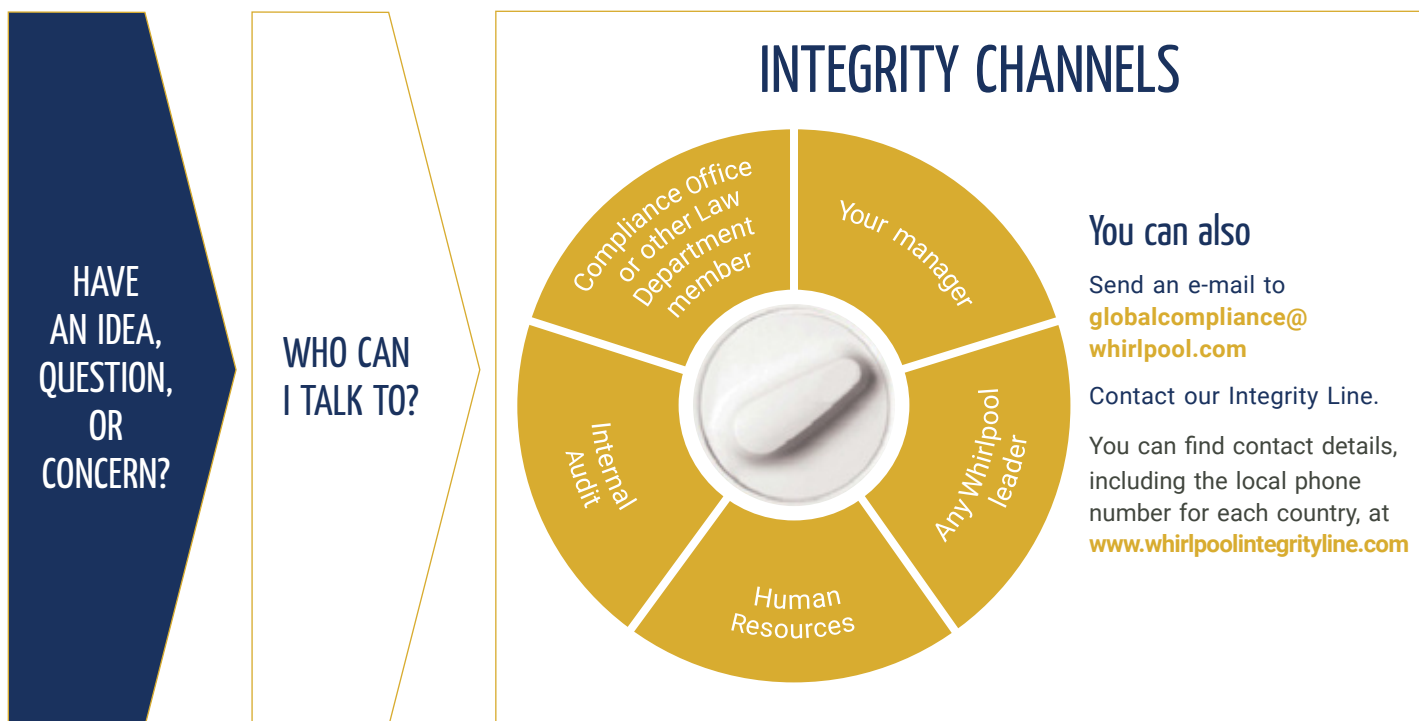 HAVE
AN IDEA,
QUESTION,
OR
CONCERN?
WHO CAN
I TALK TO?
INTEGRITY CHANNELS
Compliance Office
or other Law
Department
member
Your manager
Any Whirlpool
leader
Human
Resources
Internal
Audit
You can also
Send an e-mail to
globalcompliance@
whirlpool.com
Contact our Integrity Line.
You can find contact details,
including the local phone
number for each country, at
www.whirlpoolintegrityline.com